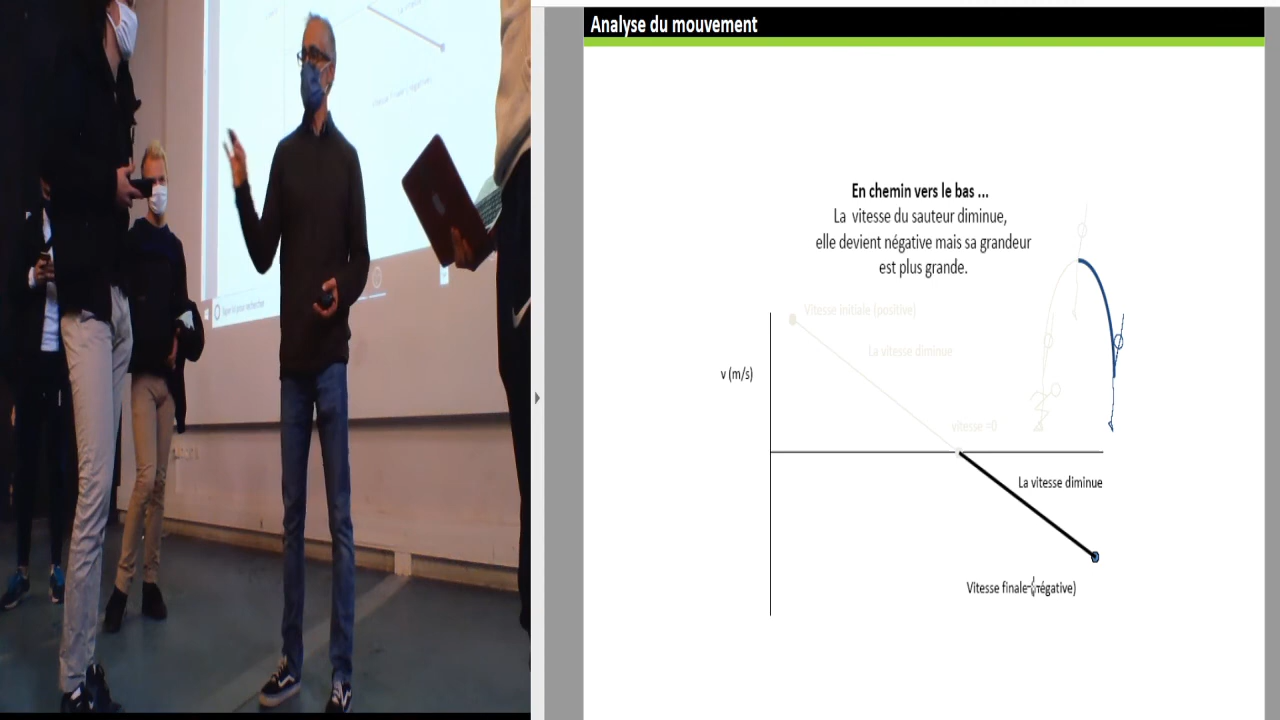 Analyse du mouvement
En chemin vers le bas ...
La vitesse du sauteur diminue,
elle devient négative mais sa grandeur
est plus grande.
Vitesse initiale (positive)
La vitesse diminue
v (m/s)
vitesse =0
La vitesse diminue
Vitesse finale (négative)